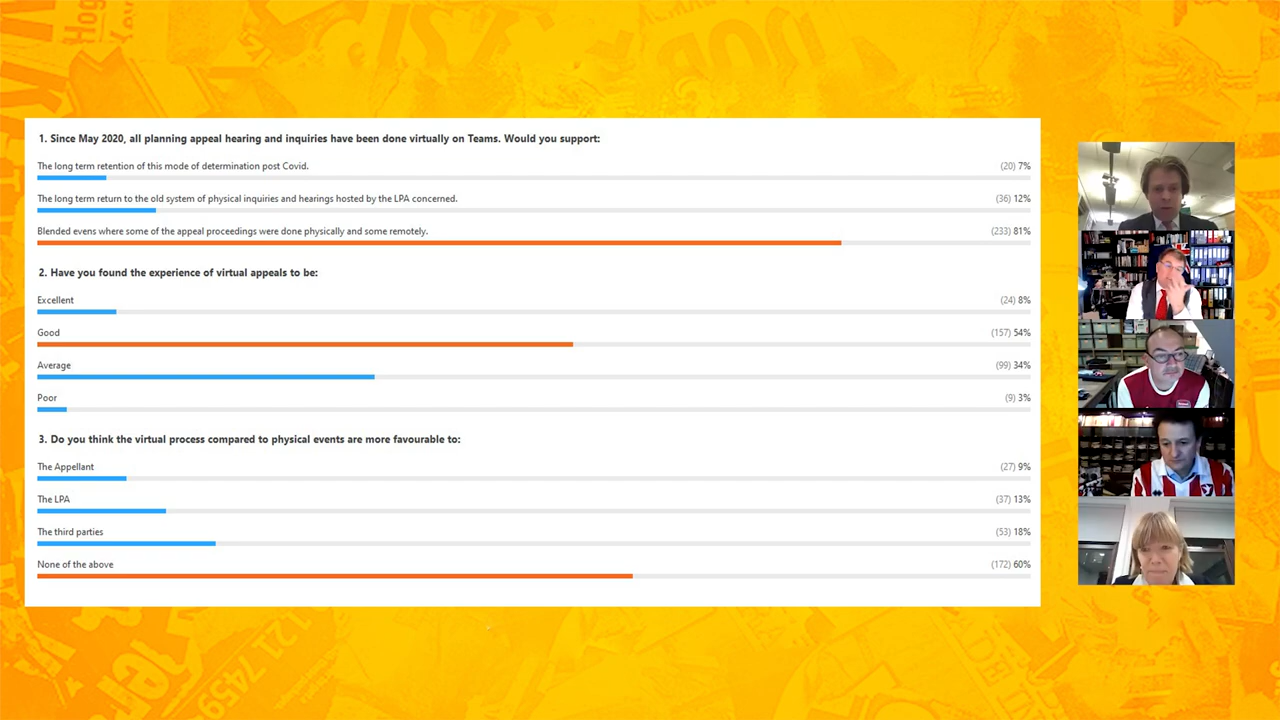 1. Since May 2020, all planning appeal hearing and inquiries have been done virtually on Teams. Would you support:
The long term retention of this mode of determination post Covid.
(20) 7%
The long term return to the old system of physical inquiries and hearings hosted by the LPA concerned.
(36) 12%
Blended evens where some of the appeal proceedings were done physically and some remotely.
(233) 81%
2. Have you found the experience of virtual appeals to be:
Excellent
(24) 8%
Good
(157) 54%
Average
(99) 34%
Poor
(9) 3%
3. Do you think the virtual process compared to physical events are more favourable to:
The Appellant
(27) 9%
The LPA
(37) 13%
The third parties
(53) 18%
None of the above
(172) 60%
121 7459